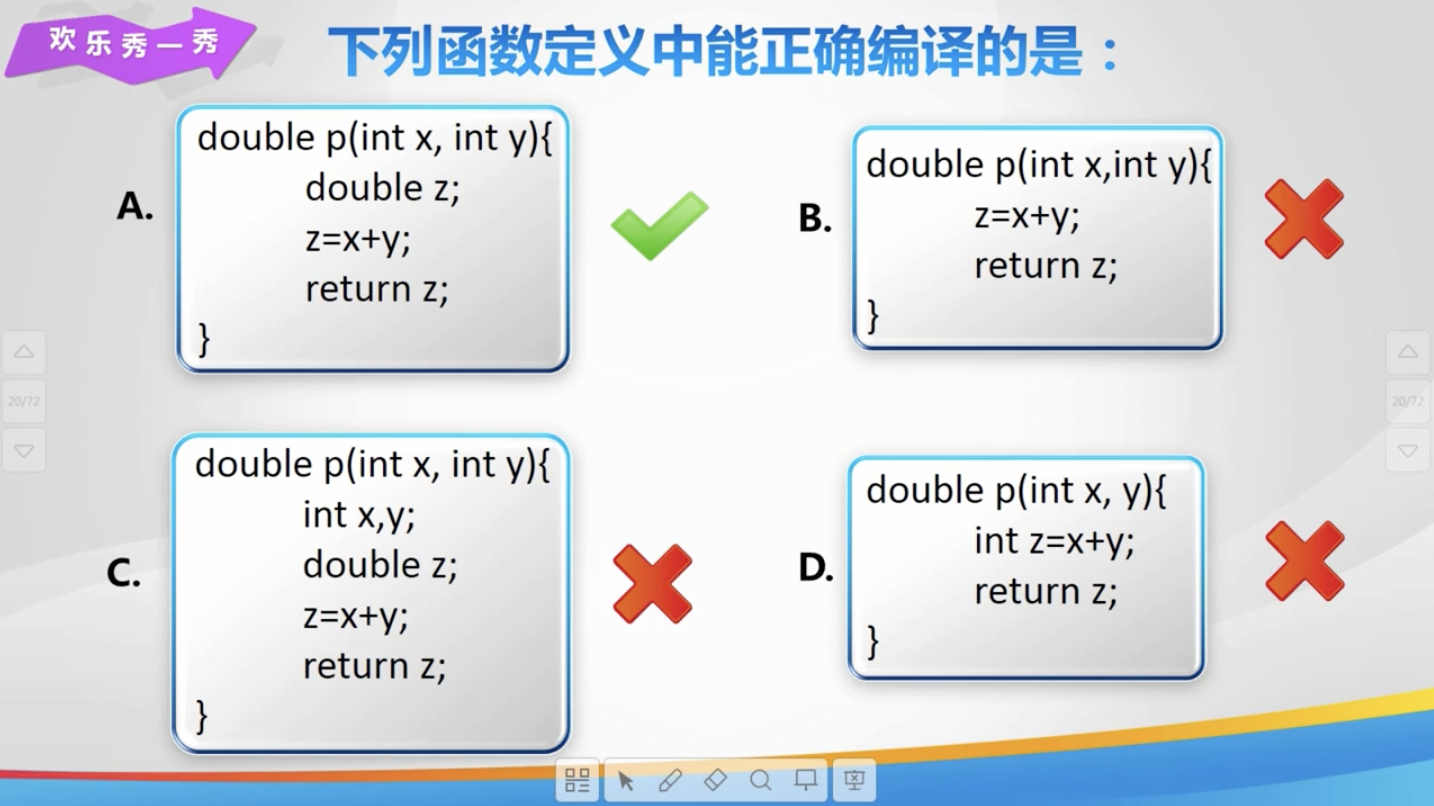 欢乐秀一秀
下列函数定义中能正确编译的是：
A.
double p(int x, int y){
double z;
z=x+y;
return z;
}
B.
double p(int x,int y){
z=x+y;
return z;
}
20/72
20/72
C.
double p(int x, int y){
int x,y;
double z;
z=x+y;
return z;
}
D.
double p(int x, y){
int z=x+y;
return z;
}